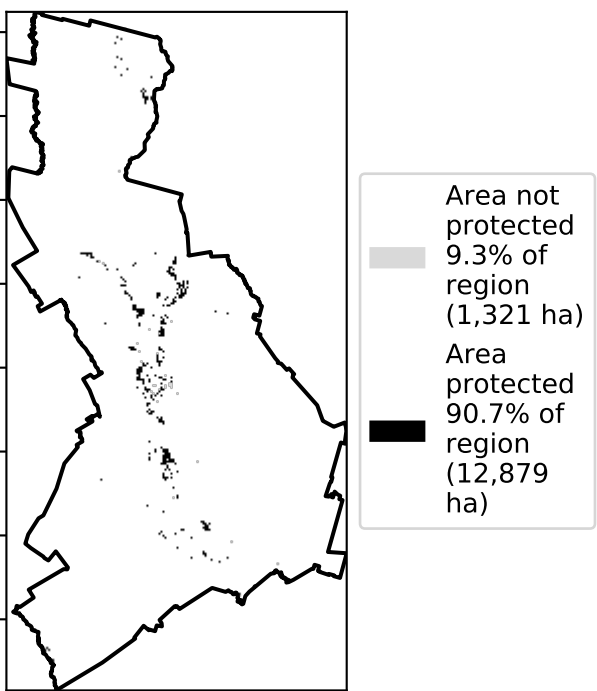 Area not
protected
9.3% of
region
(1,321 ha)
Area
protected
90.7% of
region
(12,879
ha)